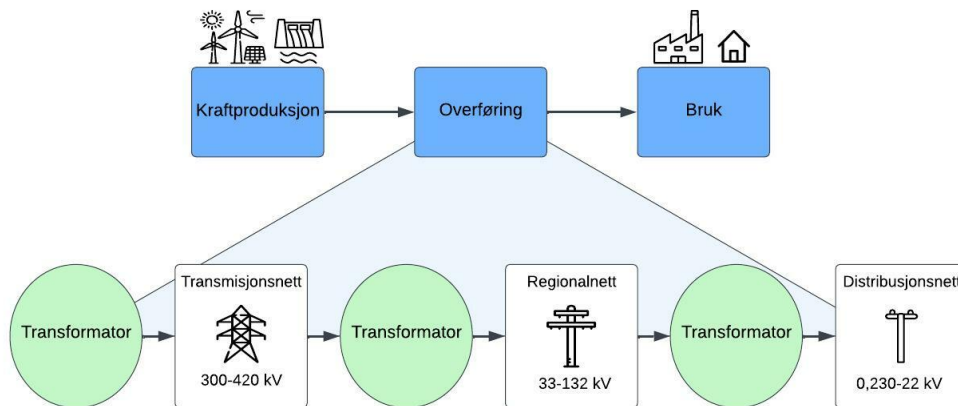 Kraftproduksjon
Overføring
Bruk
Transformator
Transmisjonsnett
300-420 kV
Transformator
Regionalnett
33-132 kV
Transformator
Distribusjonsnett
0,230-22 kV